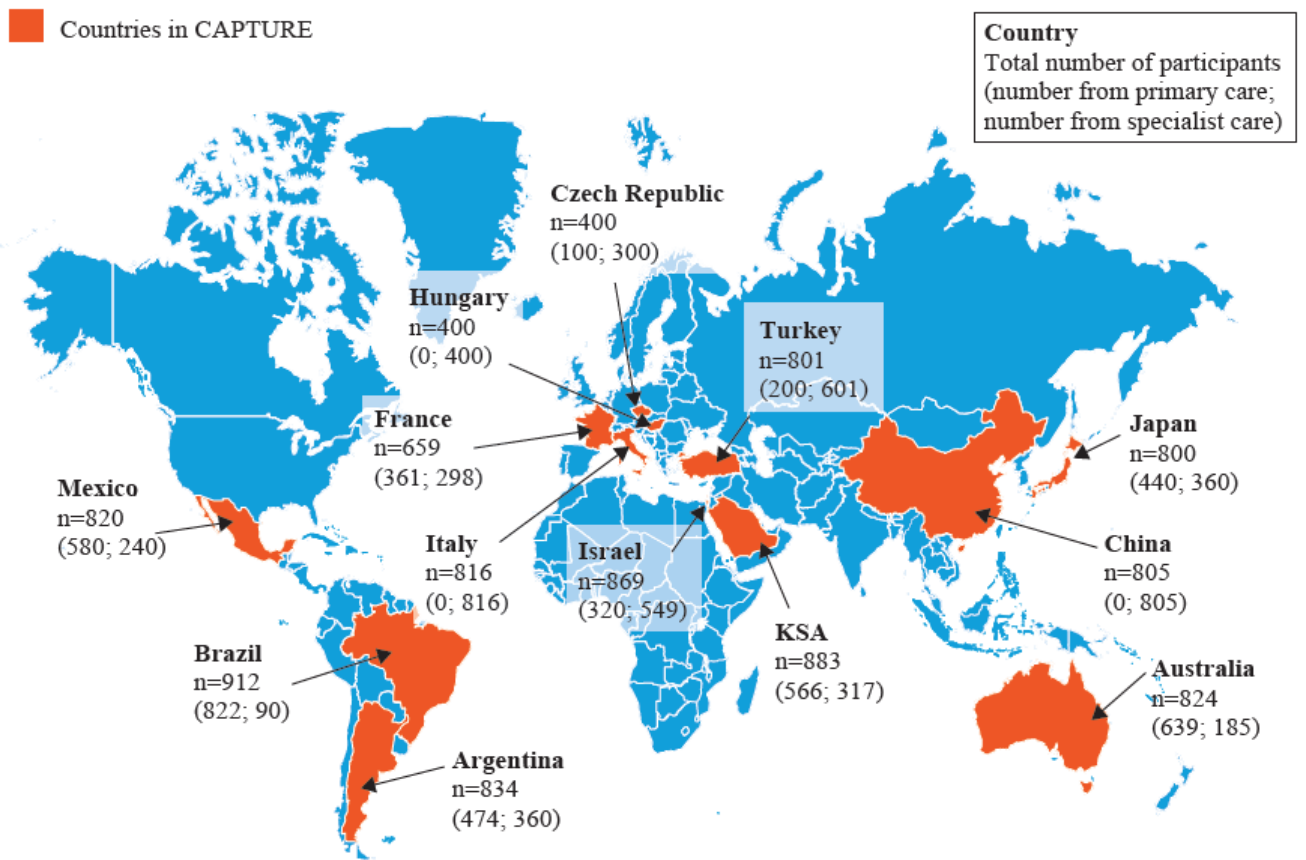 Countries in CAPTURE
Country
Total number of participants
(number from primary care;
number from specialist care)
Czech Republic
n=400
(100; 300)
Hungary
n=400
(0; 400)
Turkey
n=801
(200; 601)
France
n=659
(361; 298)
Japan
n=800
(440; 360)
Mexico
n=820
(580; 240)
Italy
n=816
(0; 816)
Israel
n=869
(320; 549)
China
n=805
(0; 805)
KSA
n=883
(566; 317)
Brazil
n=912
(822; 90)
Australia
n=824
(639; 185)
Argentina
n=834
(474; 360)